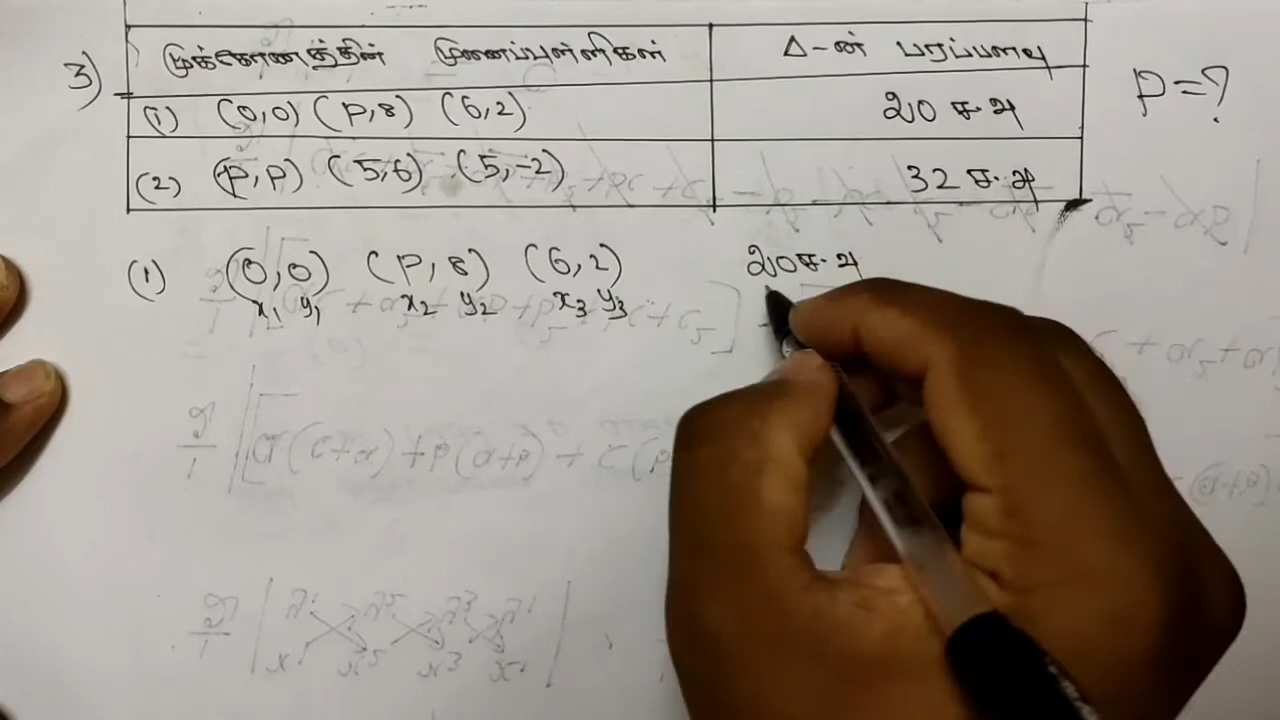 3) முக்கோணத்தின் முனைப்புள்ளிகள் Δ-ன் பரப்பளவு
(1) (0,0) (P,8) (6,2) 20 ச.அ
(2) (P,P) (5,6) (5,-2) 32 ச.அ
P=?
(1) (0,0) (P,8) (6,2) 20 ச.அ
x₁ y₁ x₂ y₂ x₃ y₃